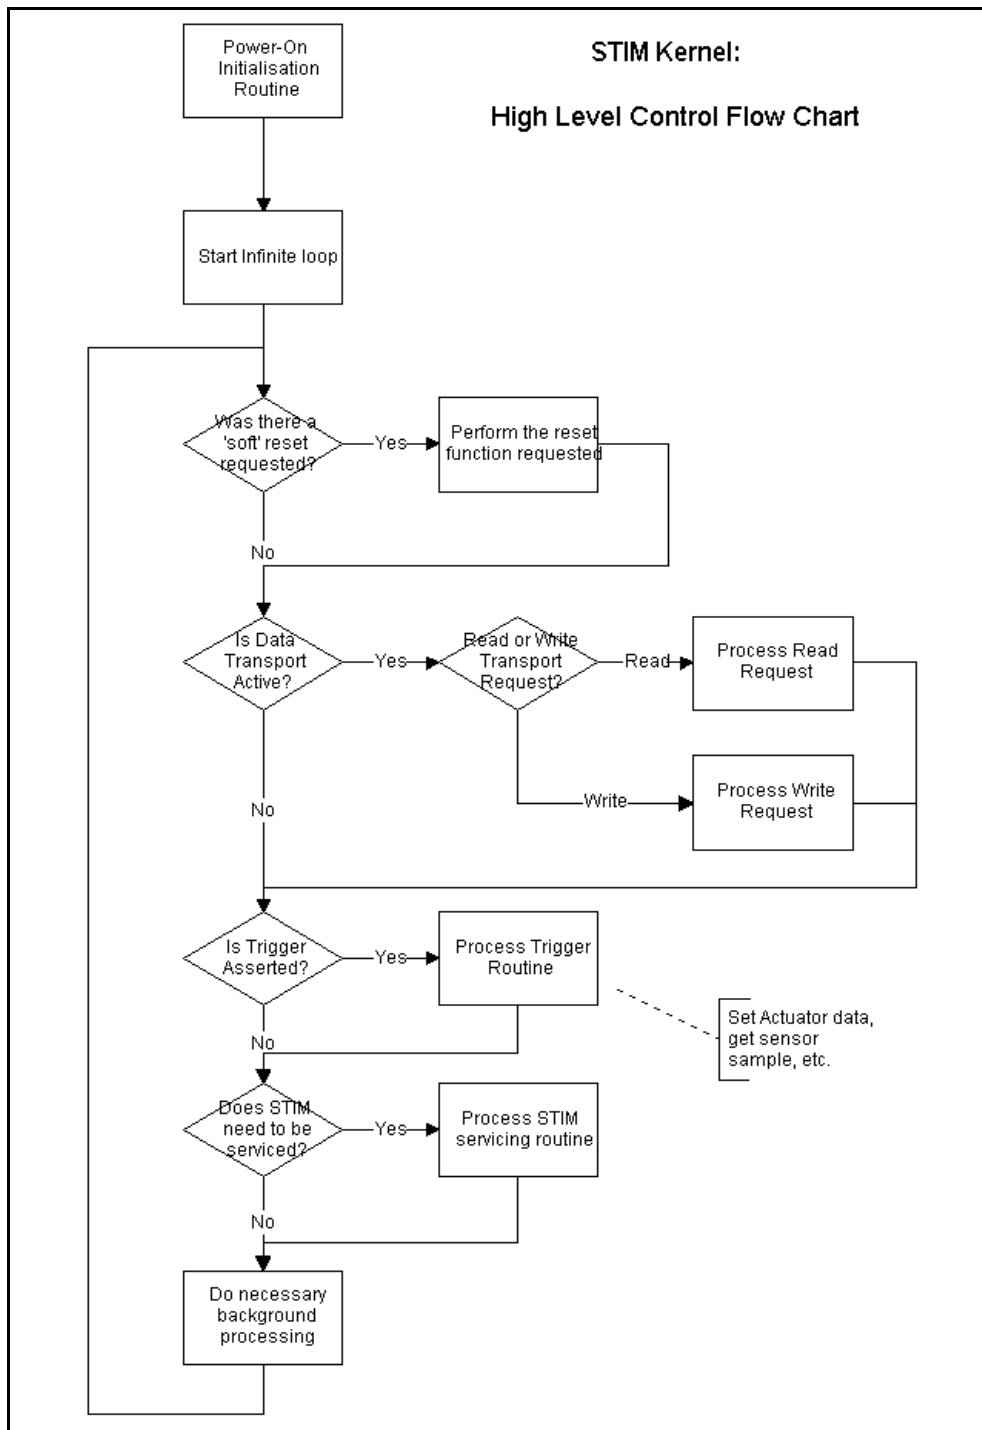 Power-On
Initialisation
Routine
STIM Kernel:
High Level Control Flow Chart
Start Infinite loop
Was there a
'soft' reset
requested?
Yes
Perform the reset
function requested
No
Is Data
Transport
Active?
Yes
Read or Write
Transport
Request?
Read
Process Read
Request
Write
Process Write
Request
No
Is Trigger
Asserted?
Yes
Process Trigger
Routine
Set Actuator data,
get sensor
sample, etc.
No
Does STIM
need to be
serviced?
Yes
Process STIM
servicing routine
No
Do necessary
background
processing